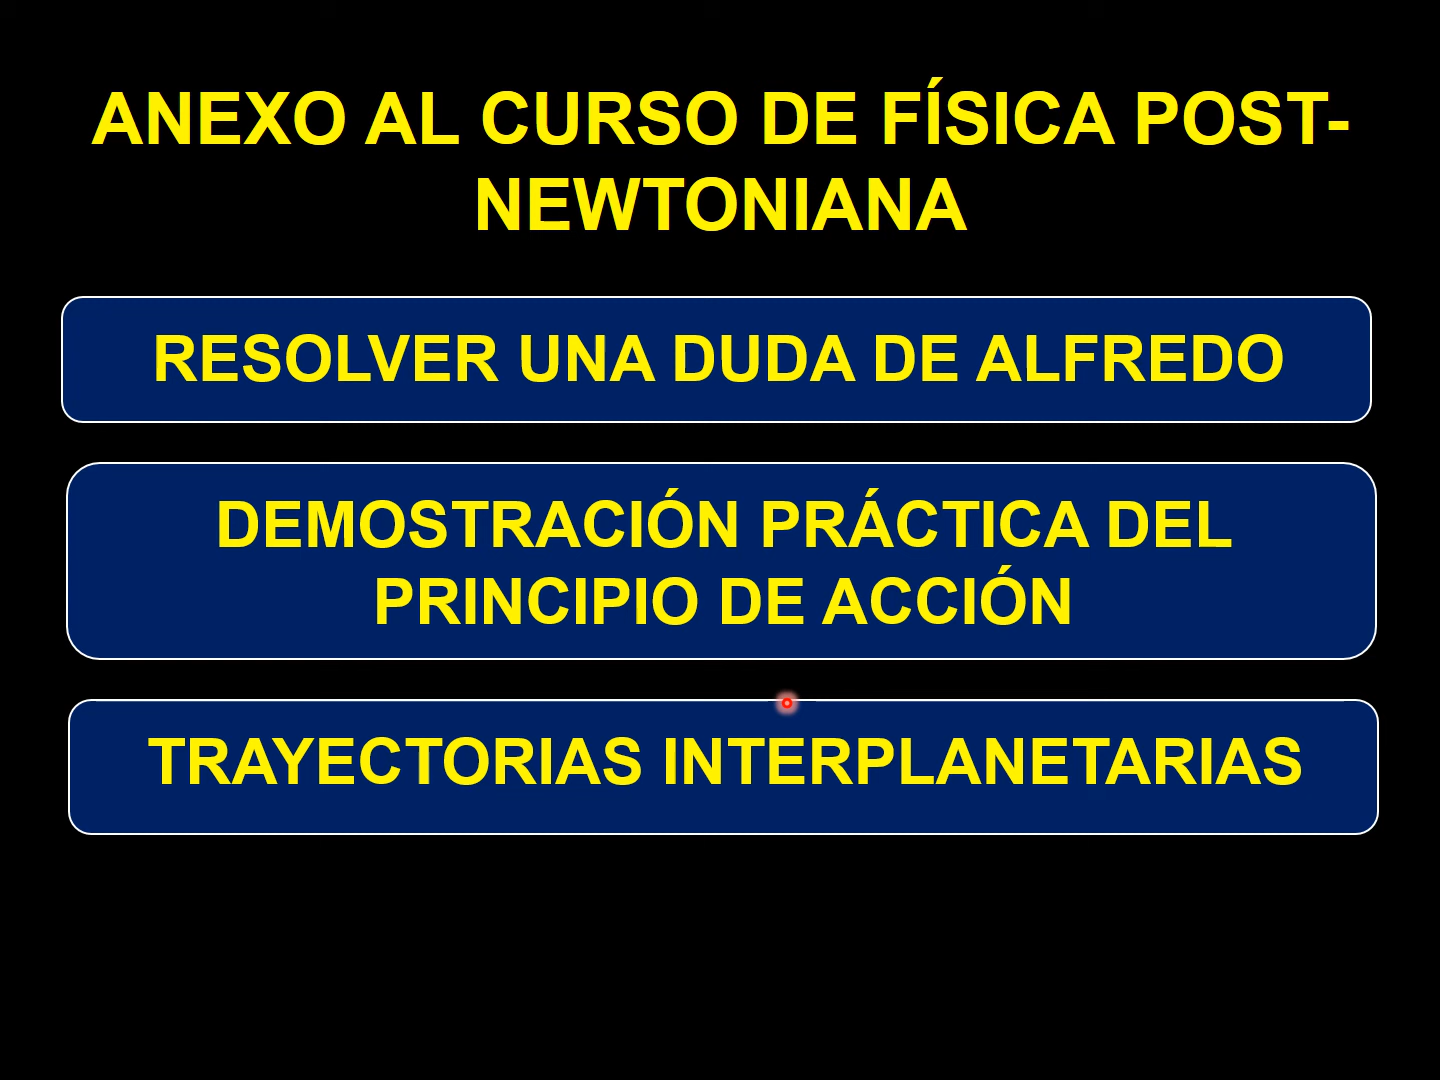 ANEXO AL CURSO DE FÍSICA POST-
NEWTONIANA
RESOLVER UNA DUDA DE ALFREDO
DEMOSTRACIÓN PRÁCTICA DEL
PRINCIPIO DE ACCIÓN
TRAYECTORIAS INTERPLANETARIAS